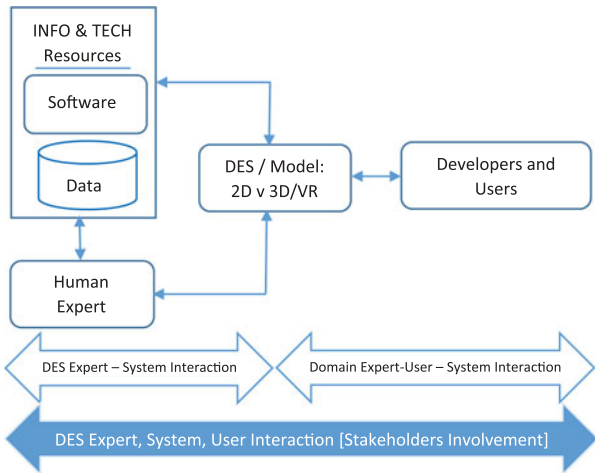 INFO & TECH
Resources
Software
Data
DES / Model:
2D v 3D/VR
Developers and
Users
Human
Expert
DES Expert – System Interaction
Domain Expert-User – System Interaction
DES Expert, System, User Interaction [Stakeholders Involvement]